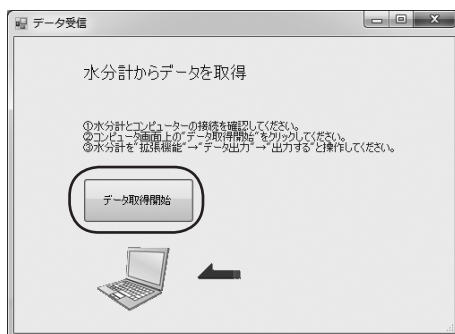 データ受信
水分計からデータを取得
①水分計とコンピューターの接続を確認してください。
②コンピュータ画面上の"データ取得開始"をクリックしてください。
③水分計を"拡張機能"→"データ出力"→"出力する"と操作してください。
データ取得開始